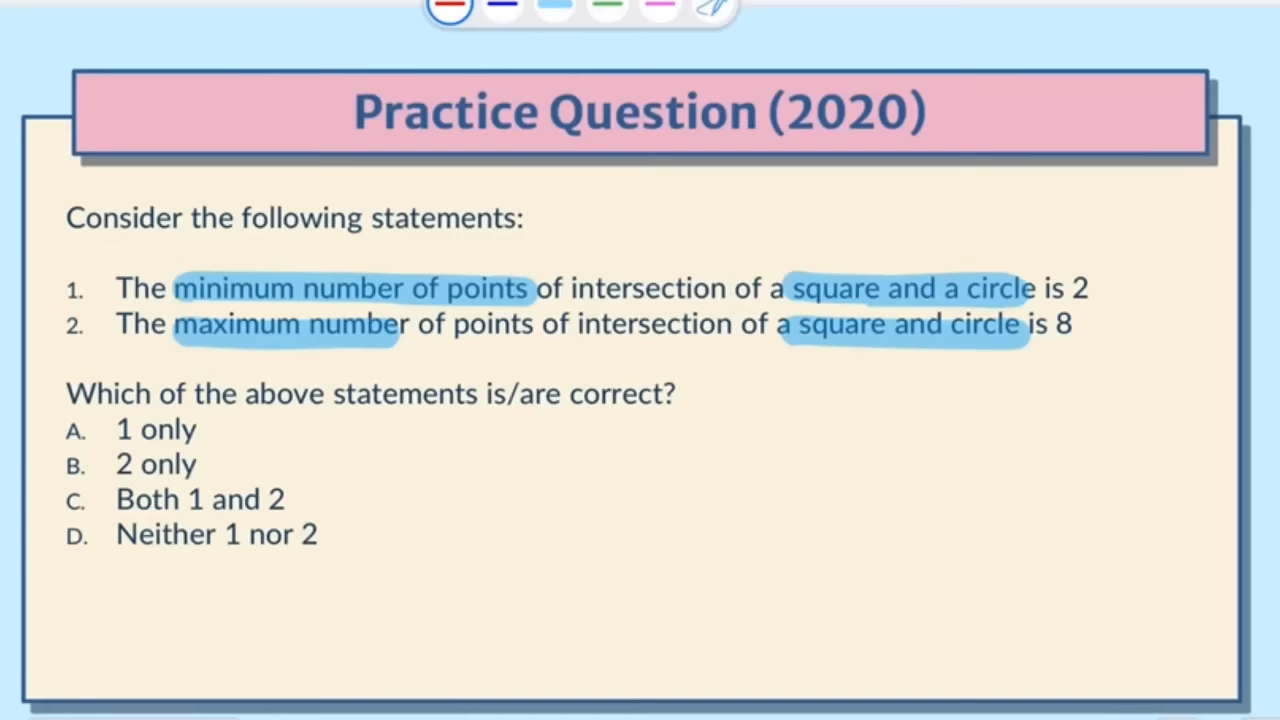 Practice Question (2020)
Consider the following statements:
1. The minimum number of points of intersection of a square and a circle is 2
2. The maximum number of points of intersection of a square and circle is 8
Which of the above statements is/are correct?
A. 1 only
B. 2 only
C. Both 1 and 2
D. Neither 1 nor 2